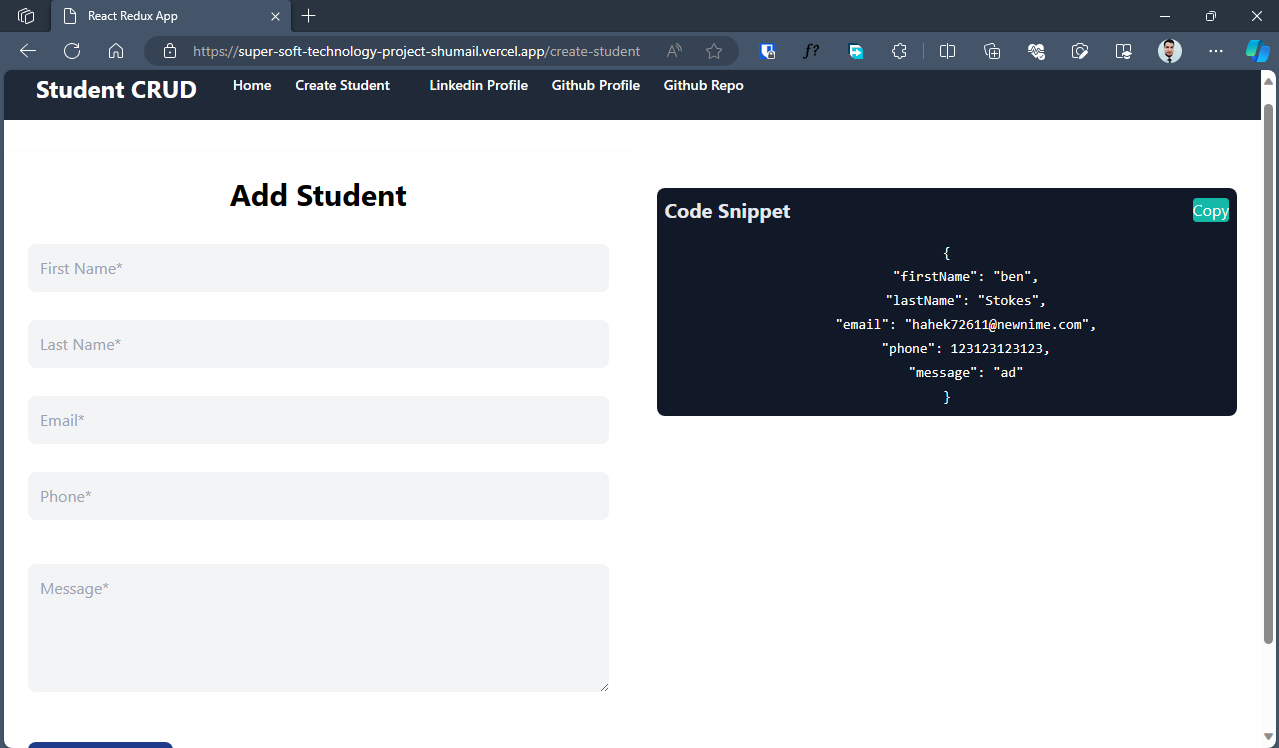 React Redux App
https://super-soft-technology-project-shumail.vercel.app/create-student
Student CRUD
Home
Create Student
Linkedin Profile
Github Profile
Github Repo
Add Student
First Name*
Last Name*
Email*
Phone*
Message*
Code Snippet
Copy
{
"firstName": "ben",
"lastName": "Stokes",
"email": "hahek72611@newnime.com",
"phone": 123123123123,
"message": "ad"
}